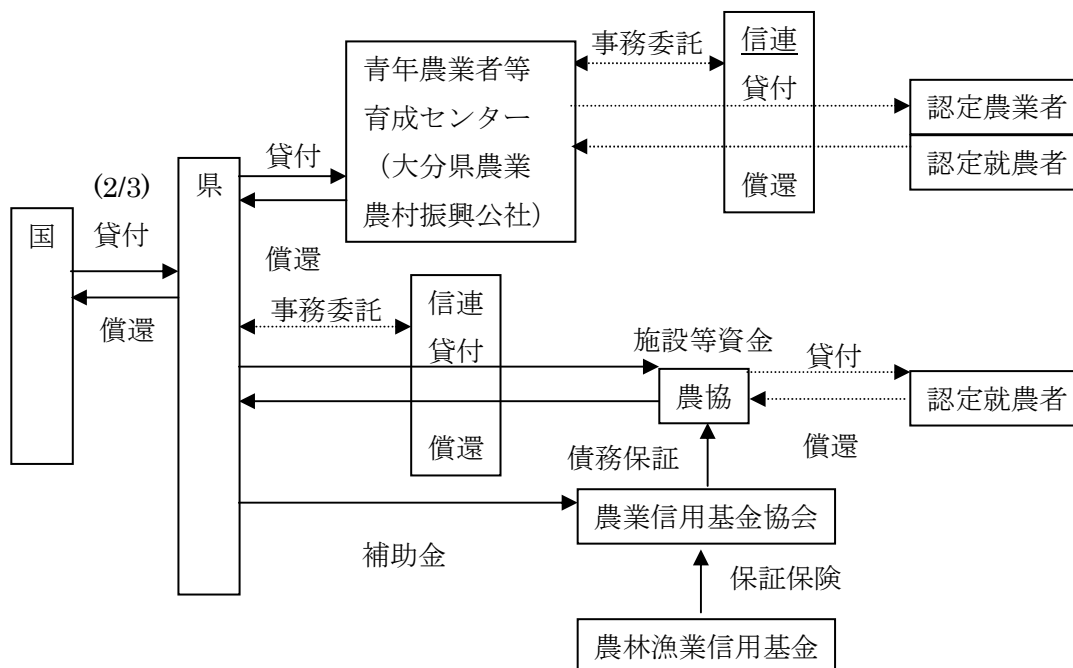 事務委託
信連
青年農業者等
育成センター
（大分県農業
農村振興公社）
貸付
認定農業者
認定就農者
償還
貸付
県
(2/3)
国
貸付
償還
償還
事務委託
信連
貸付
償還
施設等資金
農協
貸付
認定就農者
償還
債務保証
農業信用基金協会
補助金
保証保険
農林漁業信用基金